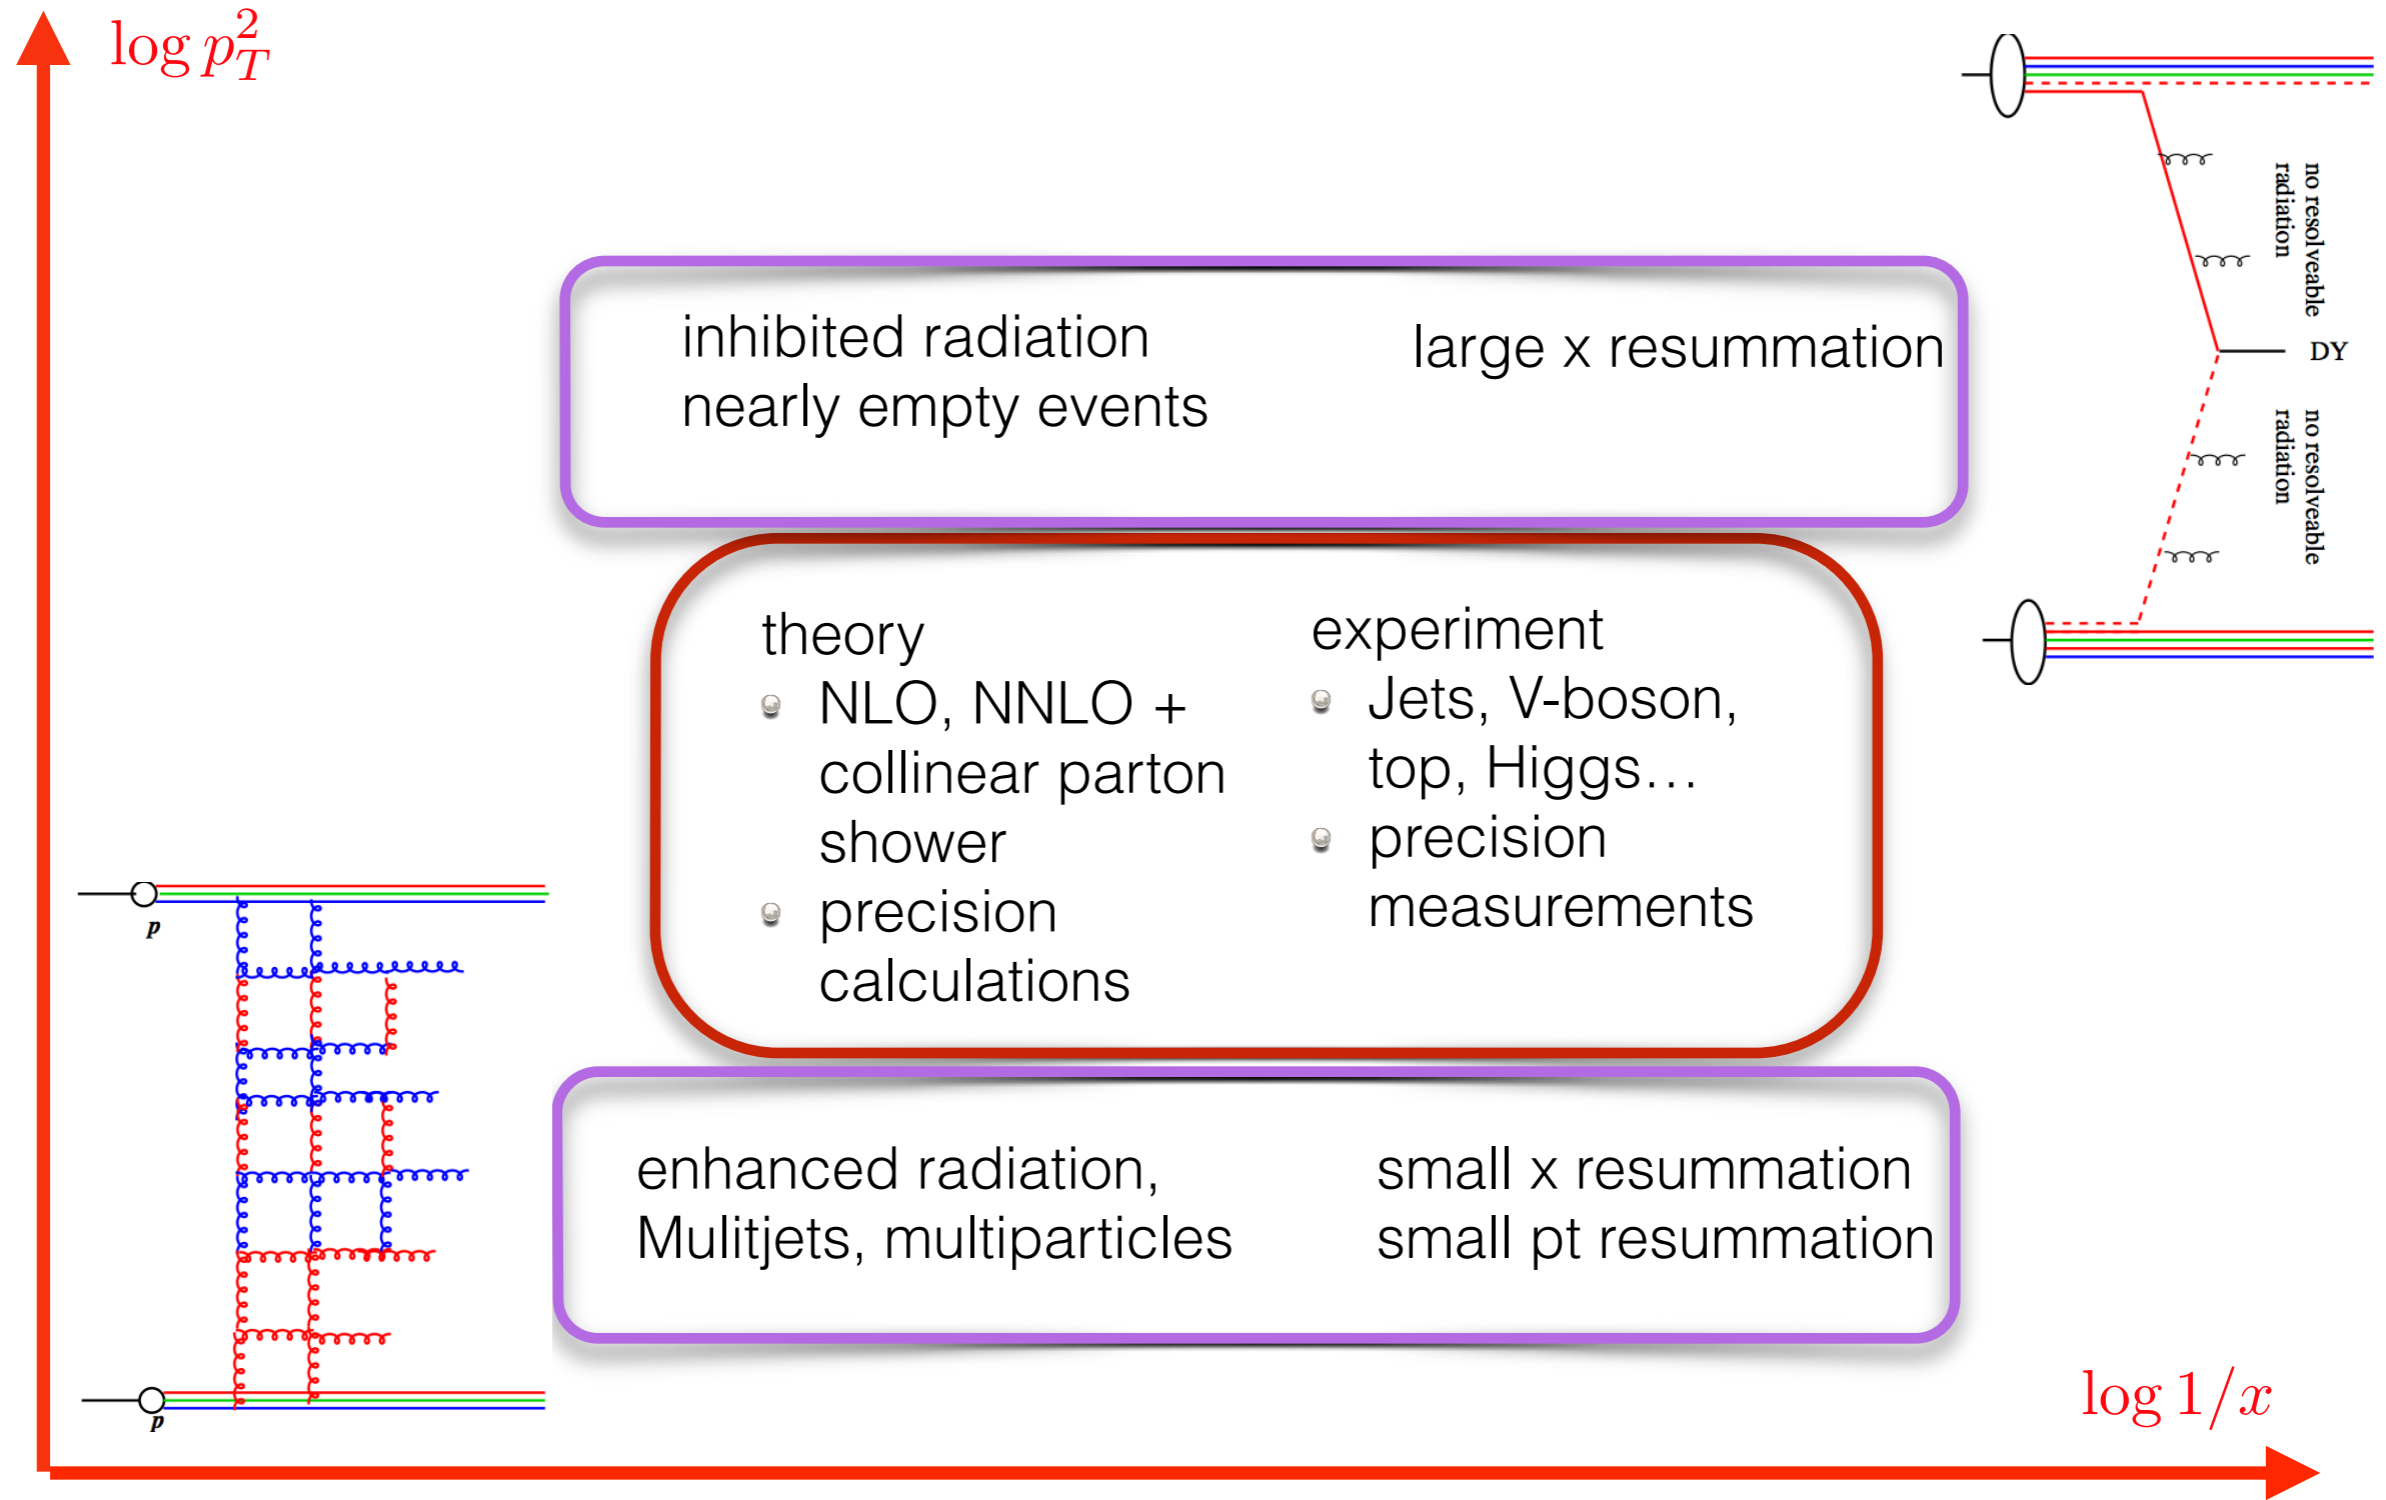 log p_T^2
no resolveable
radiation
DY
no resolveable
radiation
inhibited radiation
nearly empty events
large x resummation
theory
NLO, NNLO +
collinear parton
shower
precision
calculations
experiment
Jets, V-boson,
top, Higgs…
precision
measurements
p
p
enhanced radiation,
Mulitjets, multiparticles
small x resummation
small pt resummation
log 1/x